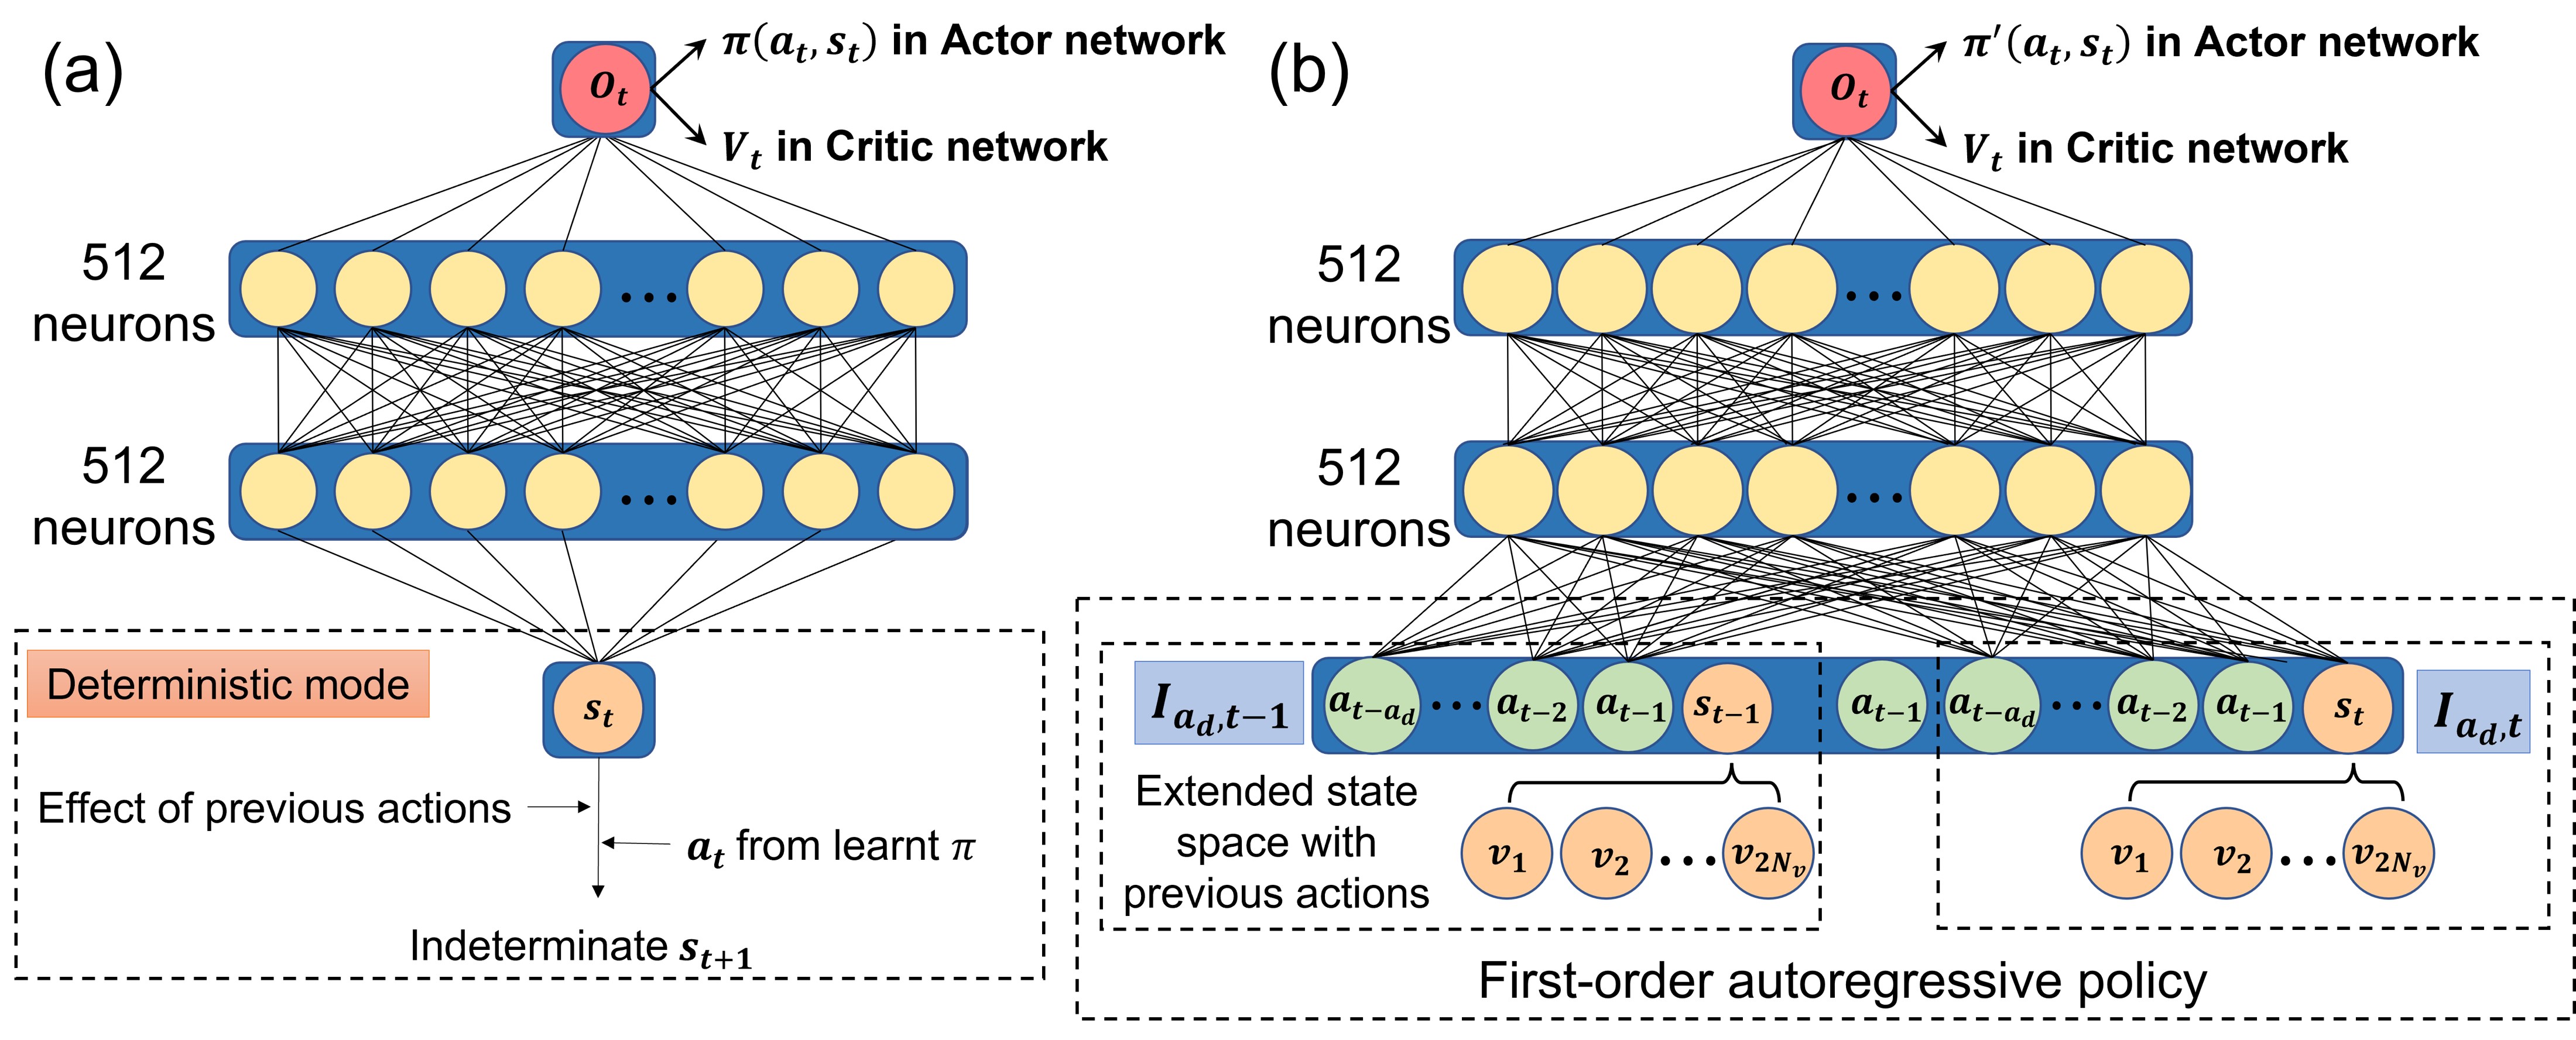 (a)
π(a_t, s_t) in Actor network
O_t
V_t in Critic network
512
neurons
...
512
neurons
...
Deterministic mode
s_t
Effect of previous actions
a_t from learnt π
Indeterminate s_{t+1}
(b)
π′(a_t, s_t) in Actor network
O_t
V_t in Critic network
512
neurons
...
512
neurons
...
I_{a_d,t−1} a_{t−a_d} ... a_{t−2} a_{t−1} s_{t−1} a_{t−1} a_{t−a_d} ... a_{t−2} a_{t−1} s_t I_{a_d,t}
Extended state
space with
previous actions
v_1 v_2 ... v_{2N_v}
v_1 v_2 ... v_{2N_v}
First-order autoregressive policy